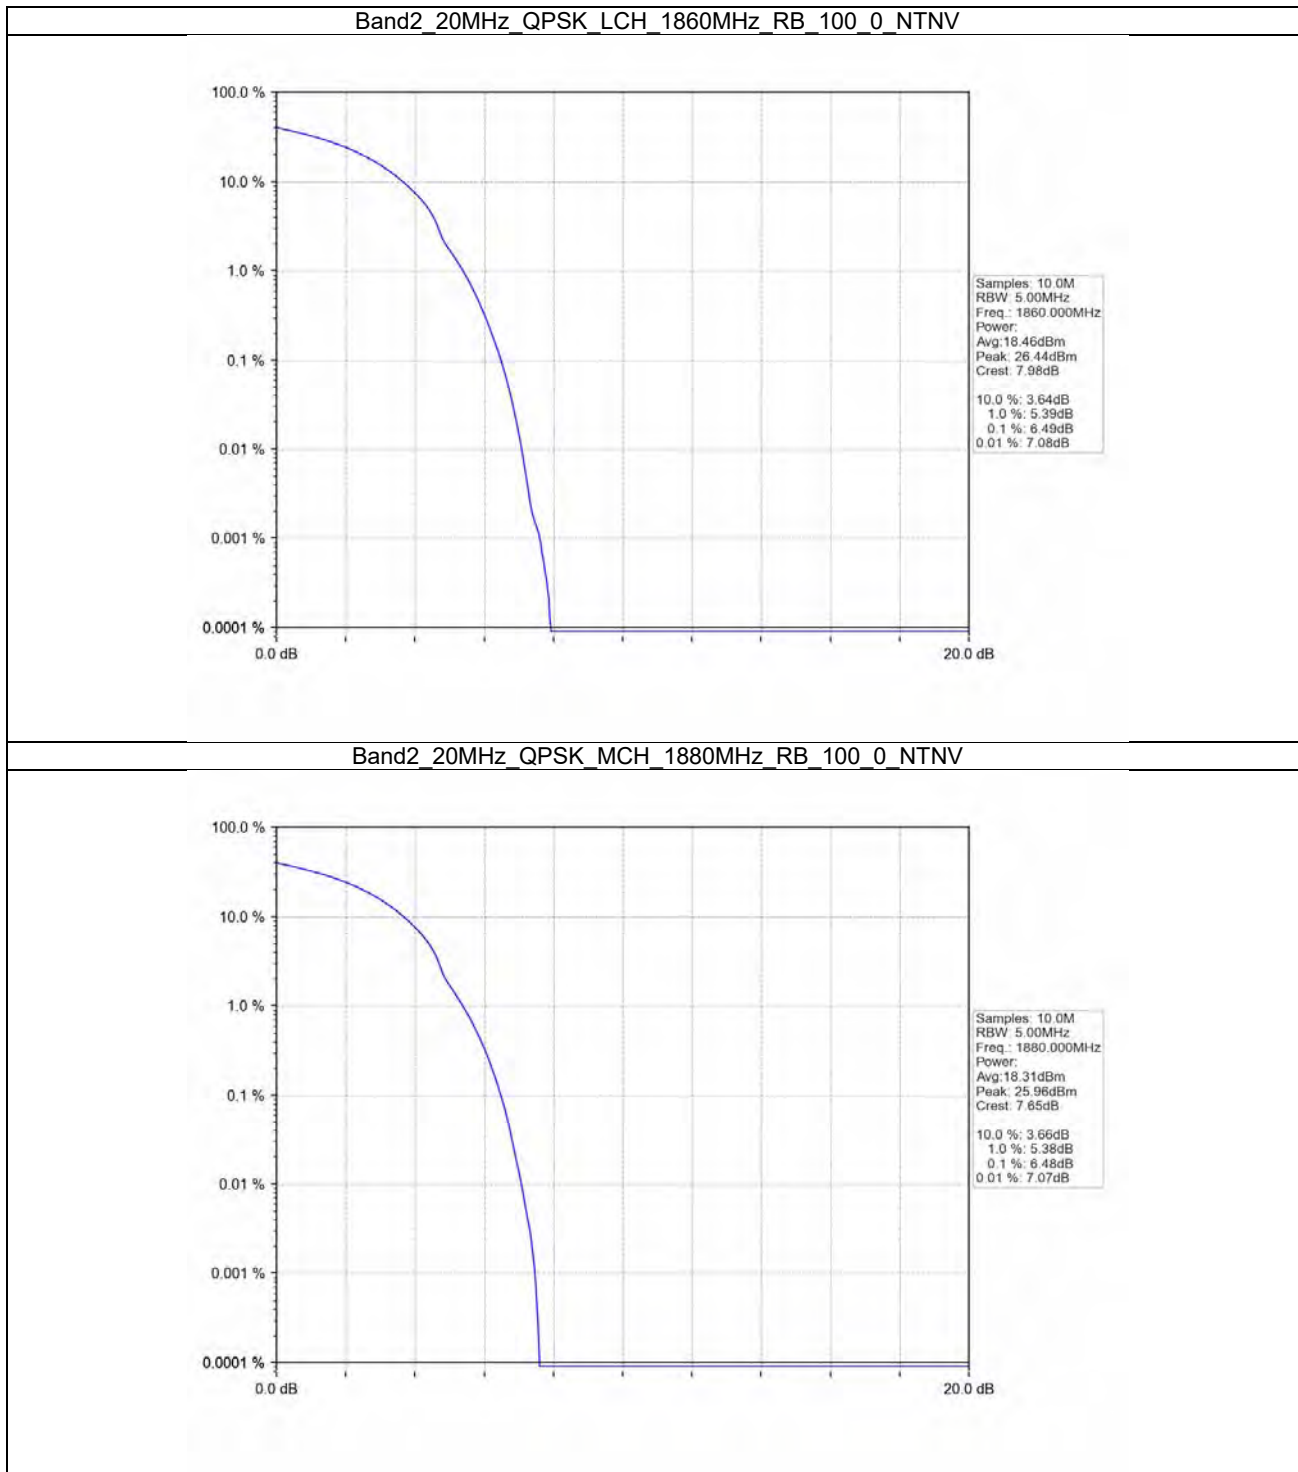 Band2_20MHz_QPSK_LCH_1860MHz_RB_100_0_NTNV
100.0 %
10.0 %
1.0 %
0.1 %
0.01 %
0.001 %
0.0001 %
0.0 dB
20.0 dB
Samples: 10.0M
RBW: 5.00MHz
Freq.: 1860.000MHz
Power:
Avg:18.46dBm
Peak: 26.44dBm
Crest: 7.98dB
10.0 %: 3.64dB
1.0 %: 5.39dB
0.1 %: 6.49dB
0.01 %: 7.08dB
Band2_20MHz_QPSK_MCH_1880MHz_RB_100_0_NTNV
100.0 %
10.0 %
1.0 %
0.1 %
0.01 %
0.001 %
0.0001 %
0.0 dB
20.0 dB
Samples: 10.0M
RBW: 5.00MHz
Freq.: 1880.000MHz
Power:
Avg:18.31dBm
Peak: 25.96dBm
Crest: 7.65dB
10.0 %: 3.66dB
1.0 %: 5.38dB
0.1 %: 6.48dB
0.01 %: 7.07dB